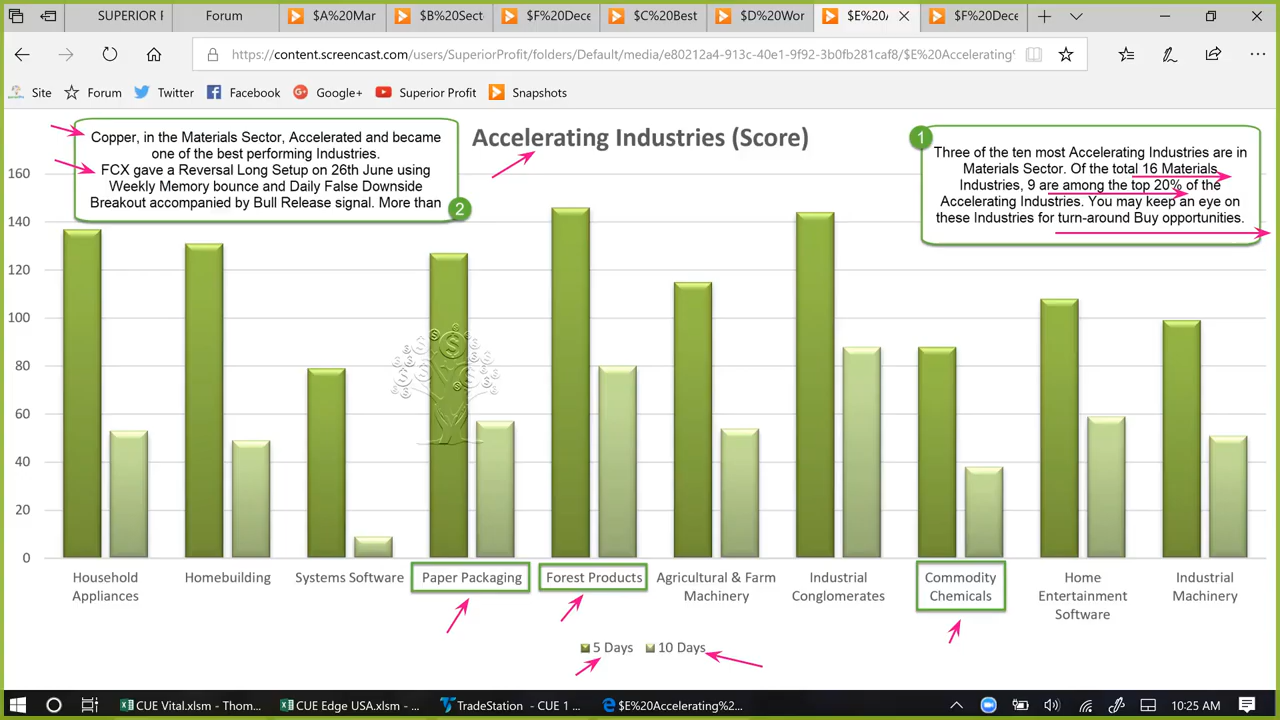 SUPERIOR F
Forum
$A%20Mar
$B%20Sect
$F%20Dece
$C%20Best
$D%20Wor
$E%20A
$F%20Dece
https://content.screencast.com/users/SuperiorProfit/folders/Default/media/e80212a4-913c-40e1-9f92-3b0fb281caf8/$E%20Accelerating%
Site
Forum
Twitter
Facebook
Google+
Superior Profit
Snapshots
Copper, in the Materials Sector, Accelerated and became
one of the best performing Industries.
FCX gave a Reversal Long Setup on 26th June using
Weekly Memory bounce and Daily False Downside
Breakout accompanied by Bull Release signal. More than
2
Accelerating Industries (Score)
1
Three of the ten most Accelerating Industries are in
Materials Sector. Of the total 16 Materials
Industries, 9 are among the top 20% of the
Accelerating Industries. You may keep an eye on
these Industries for turn-around Buy opportunities.
160
140
120
100
80
60
40
20
0
Household
Appliances
Homebuilding
Systems Software
Paper Packaging
Forest Products
Agricultural & Farm
Machinery
Industrial
Conglomerates
Commodity
Chemicals
Home
Entertainment
Software
Industrial
Machinery
5 Days
10 Days
CUE Vital.xlsm - Thom...
CUE Edge USA.xlsm - ...
TradeStation - CUE 1 ...
$E%20Accelerating%2...
10:25 AM